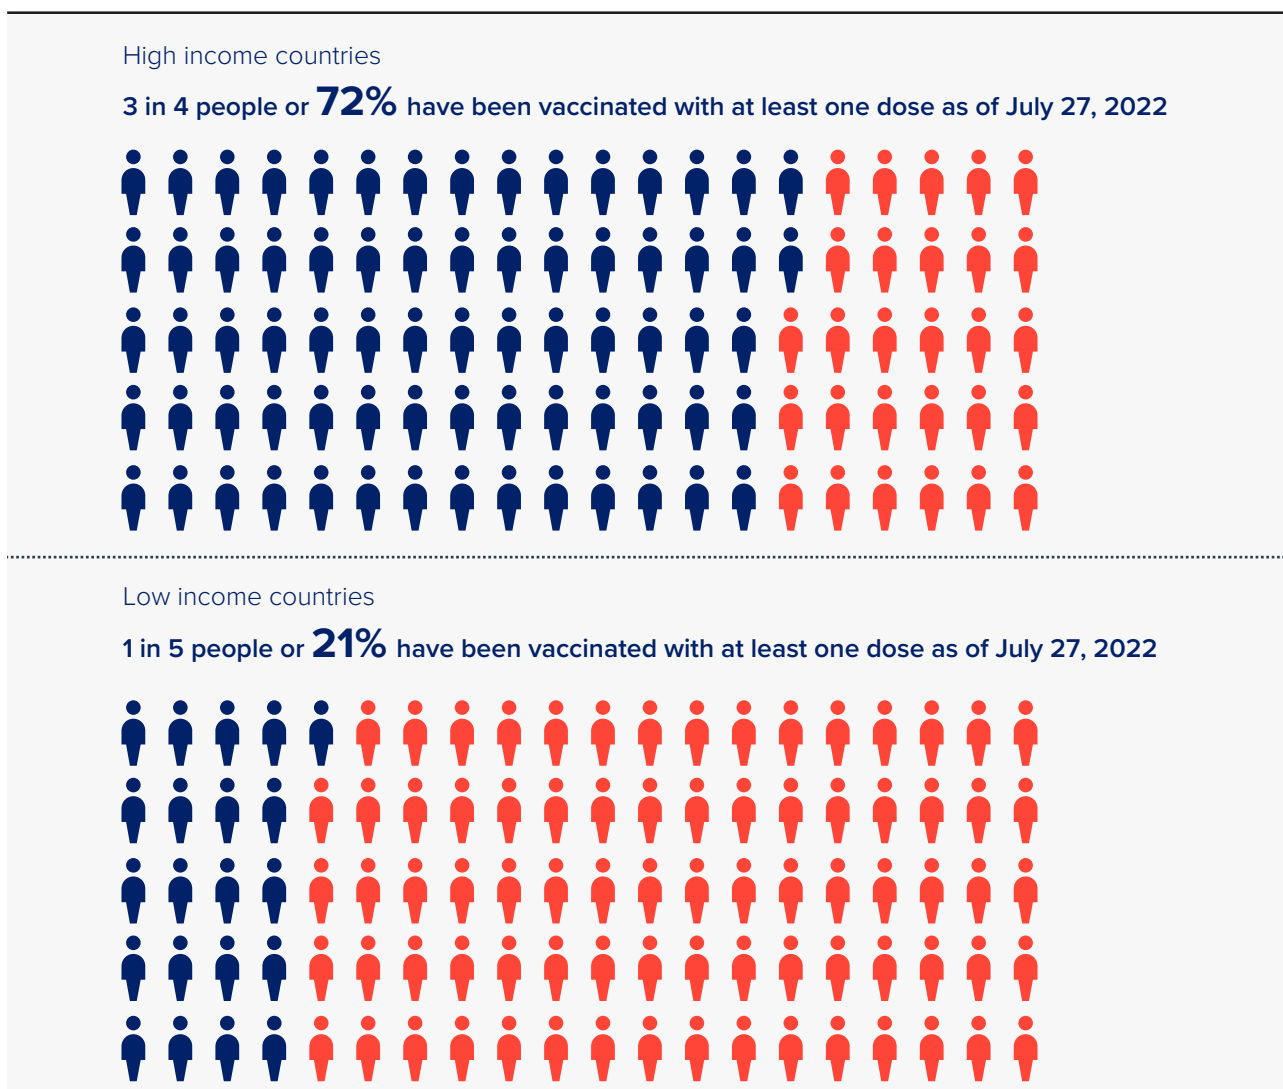 High income countries
3 in 4 people or 72% have been vaccinated with at least one dose as of July 27, 2022
Low income countries
1 in 5 people or 21% have been vaccinated with at least one dose as of July 27, 2022